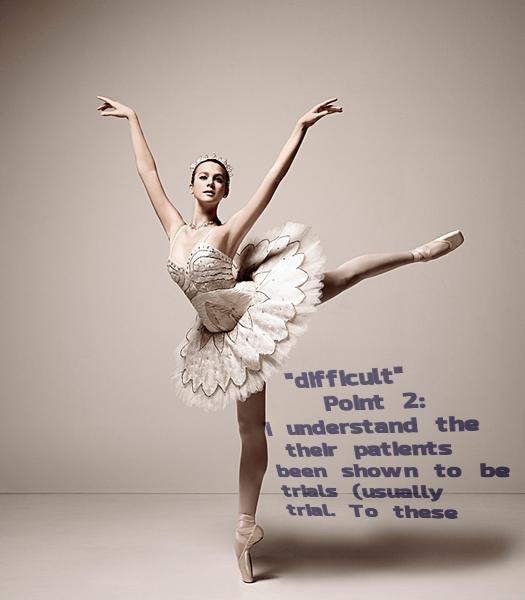 "difficult"
Point 2:
I understand the
their patients
been shown to be
trials (usually
trial. To these